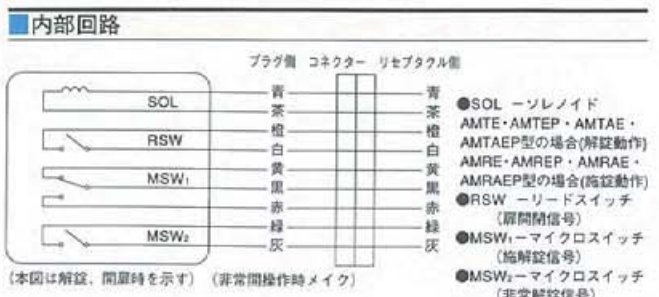 内部回路
プラグ側 コネクター リセプタクル側
青 青
SOL
茶 茶
橙 橙
RSW
白 白
黄 黄
MSW₁
黒 黒
赤 赤
緑 緑
MSW₂
灰 灰
(本図は解錠、開扉時を示す) (非常開操作時メイク)
●SOL ーソレノイド
AMTE・AMTEP・AMTAE・
AMTAEP型の場合(解錠動作)
AMRE・AMREP・AMRAE・
AMRAEP型の場合(施錠動作)
●RSW ーリードスイッチ
(扉開閉信号)
●MSW₁ーマイクロスイッチ
(施解錠信号)
●MSW₂ーマイクロスイッチ
(非常解錠信号)